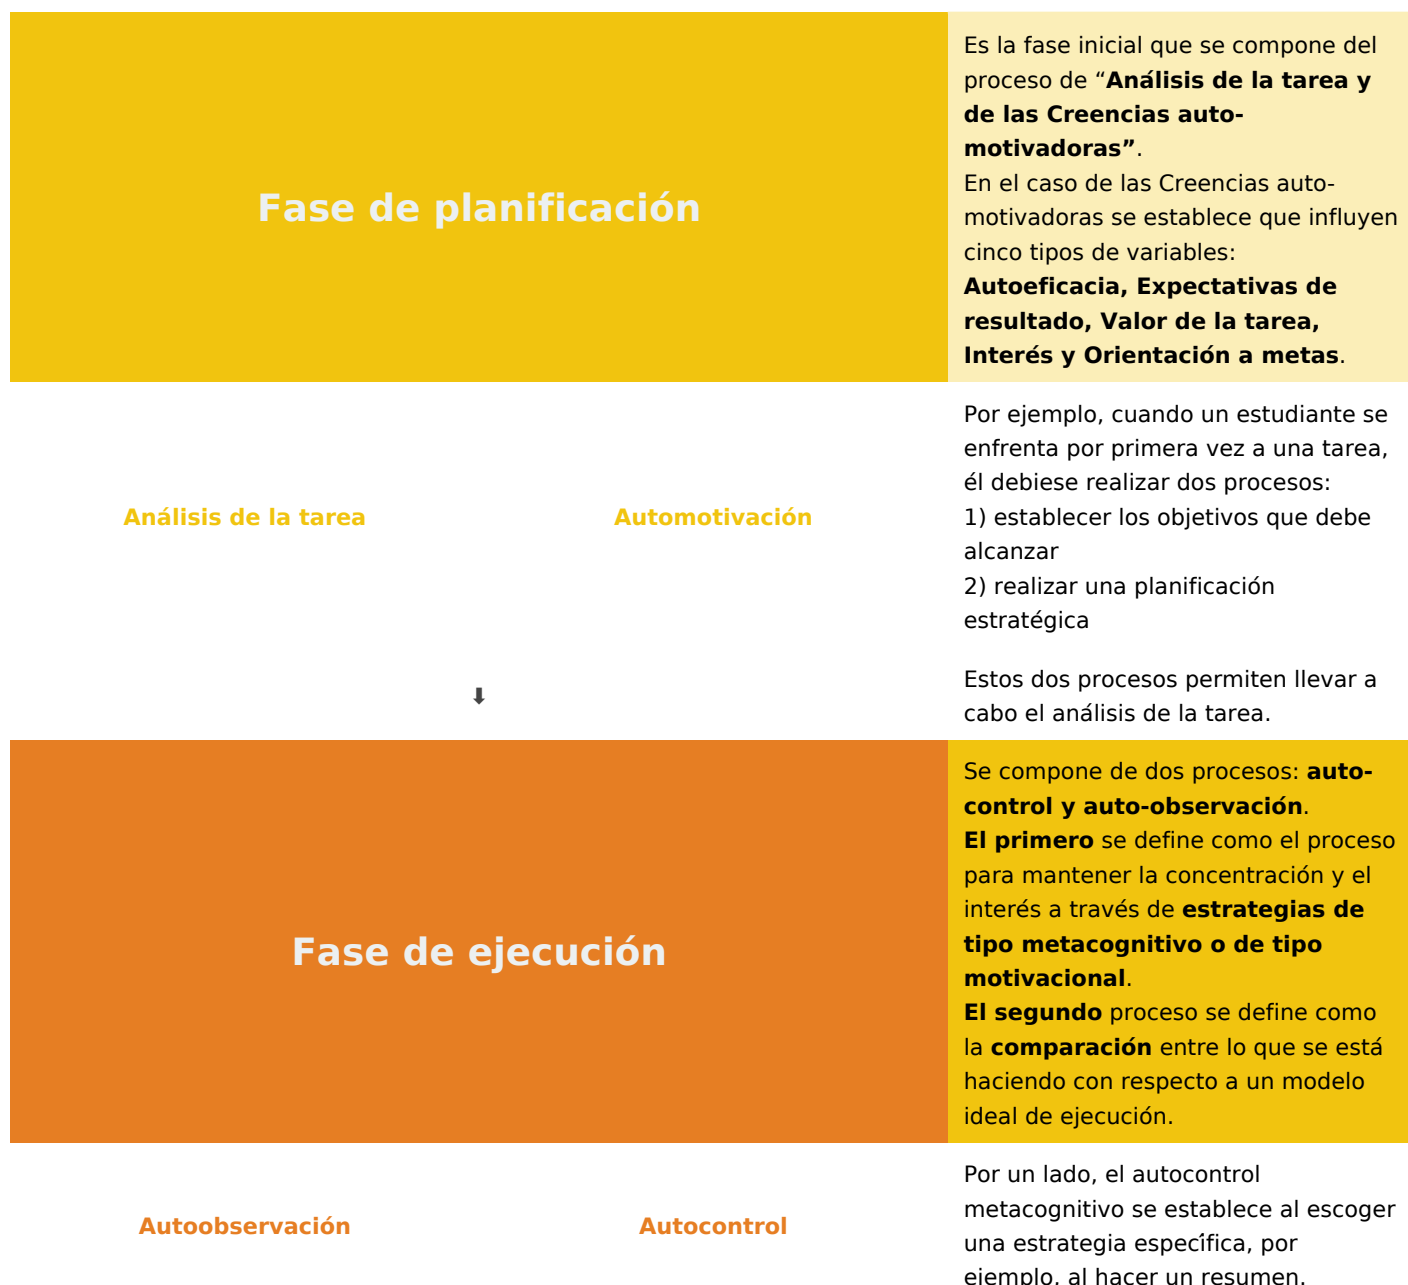 Fase de planificación
Es la fase inicial que se compone del
proceso de “Análisis de la tarea y
de las Creencias auto-
motivadoras”.
En el caso de las Creencias auto-
motivadoras se establece que influyen
cinco tipos de variables:
Autoeficacia, Expectativas de
resultado, Valor de la tarea,
Interés y Orientación a metas.
Análisis de la tarea
Automotivación
Por ejemplo, cuando un estudiante se
enfrenta por primera vez a una tarea,
él debiese realizar dos procesos:
1) establecer los objetivos que debe
alcanzar
2) realizar una planificación
estratégica
⬇
Estos dos procesos permiten llevar a
cabo el análisis de la tarea.
Fase de ejecución
Se compone de dos procesos: auto-
control y auto-observación.
El primero se define como el proceso
para mantener la concentración y el
interés a través de estrategias de
tipo metacognitivo o de tipo
motivacional.
El segundo proceso se define como
la comparación entre lo que se está
haciendo con respecto a un modelo
ideal de ejecución.
Autoobservación
Autocontrol
Por un lado, el autocontrol
metacognitivo se establece al escoger
una estrategia específica, por
ejemplo, al hacer un resumen.